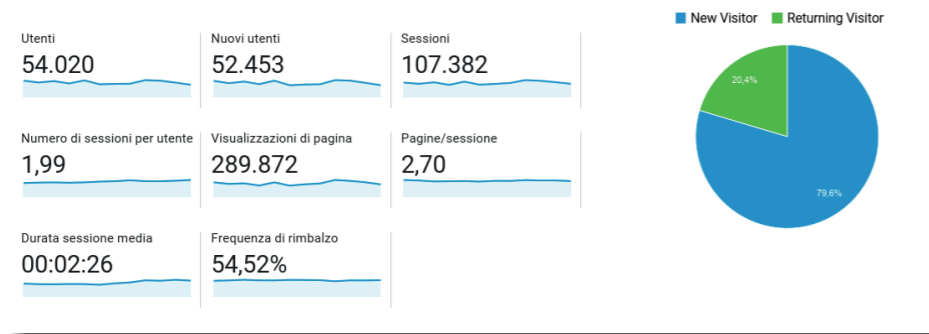 New Visitor
Returning Visitor
Utenti
54.020
Nuovi utenti
52.453
Sessioni
107.382
Numero di sessioni per utente
1,99
Visualizzazioni di pagina
289.872
Pagine/sessione
2,70
Durata sessione media
00:02:26
Frequenza di rimbalzo
54,52%
20,4%
79,6%